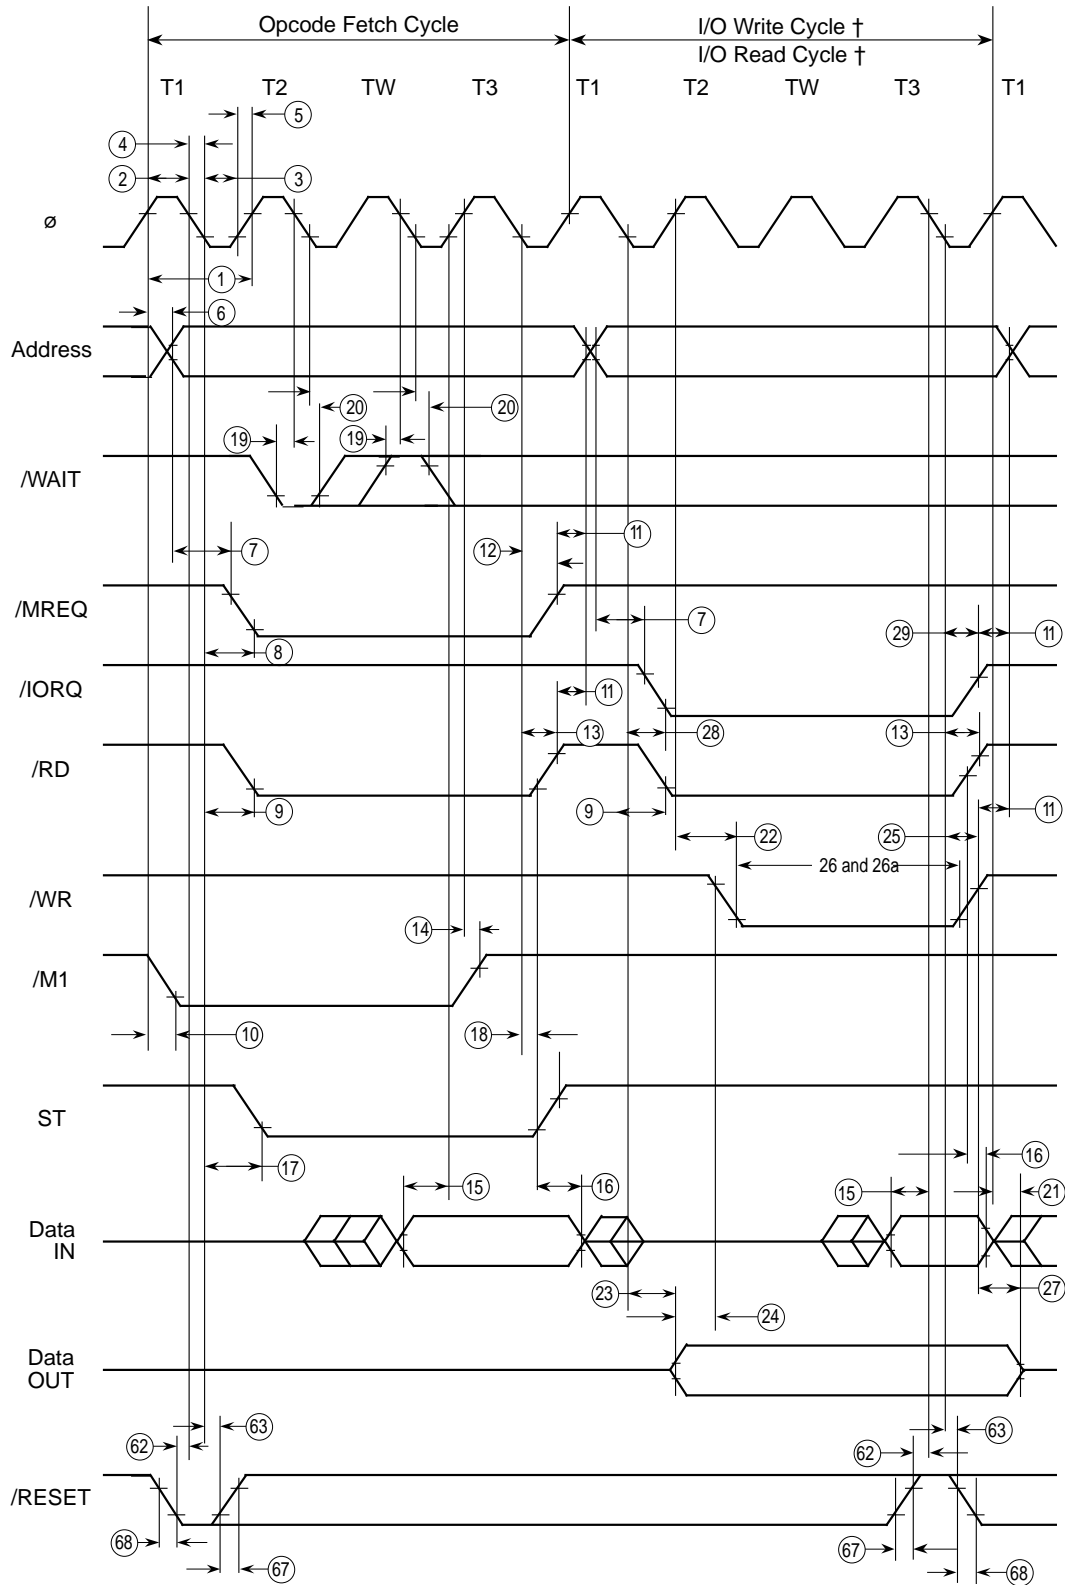 Opcode Fetch Cycle
I/O Write Cycle †
I/O Read Cycle †
T1 T2 TW T3 T1 T2 TW T3 T1
5
4
2 3
ø
1
6
Address
20 20
19 19
/WAIT
11
7 12
/MREQ
7 29 11
8
/IORQ
11
13 28 13
/RD
9 9 11
22 25
26 and 26a
/WR
14
/M1
10 18
ST
17 16
15 16 15 21
Data
IN
23 27
24
Data
OUT
63 63
62 62
/RESET
68 67
67 68